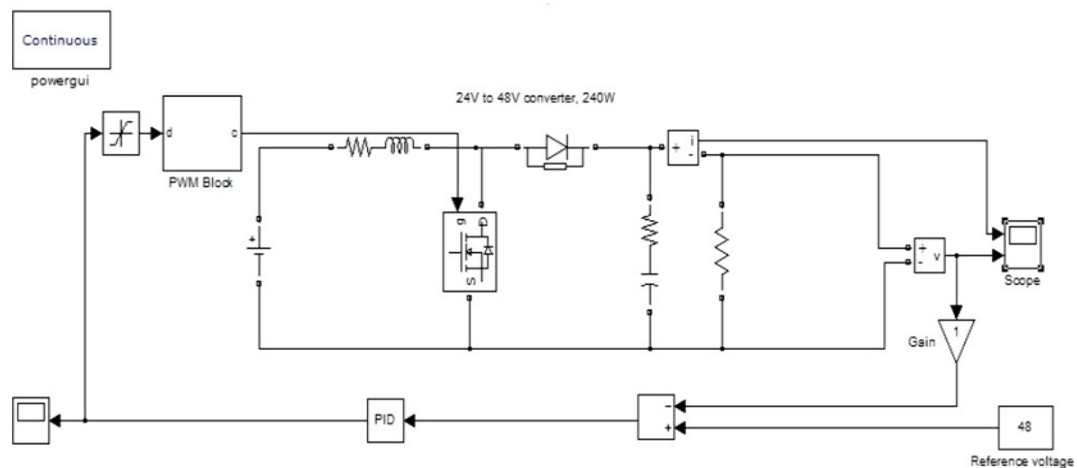 Continuous
powergui
24V to 48V converter, 240W
d
c
PWM Block
+
i
-
g
S
+
+
-
v
Scope
Gain
1
PID
-
+
48
Reference voltage